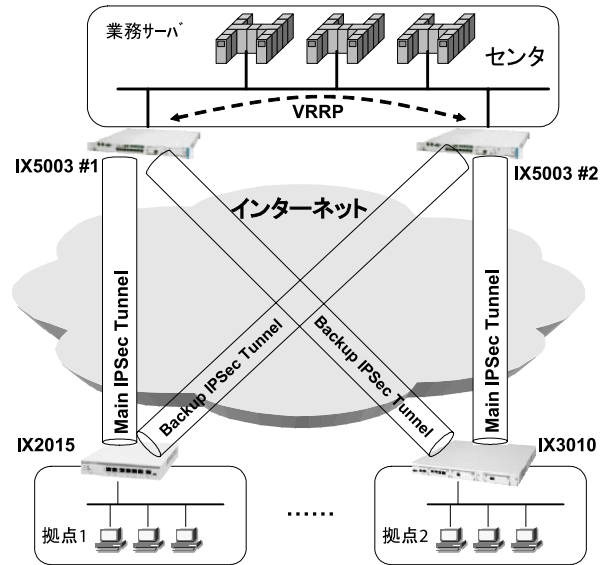 業務サーバ
センタ
VRRP
IX5003 #1
IX5003 #2
インターネット
Main IPSec Tunnel
Backup IPSec Tunnel
Backup IPSec Tunnel
Main IPSec Tunnel
IX2015
IX3010
拠点1
......
拠点2